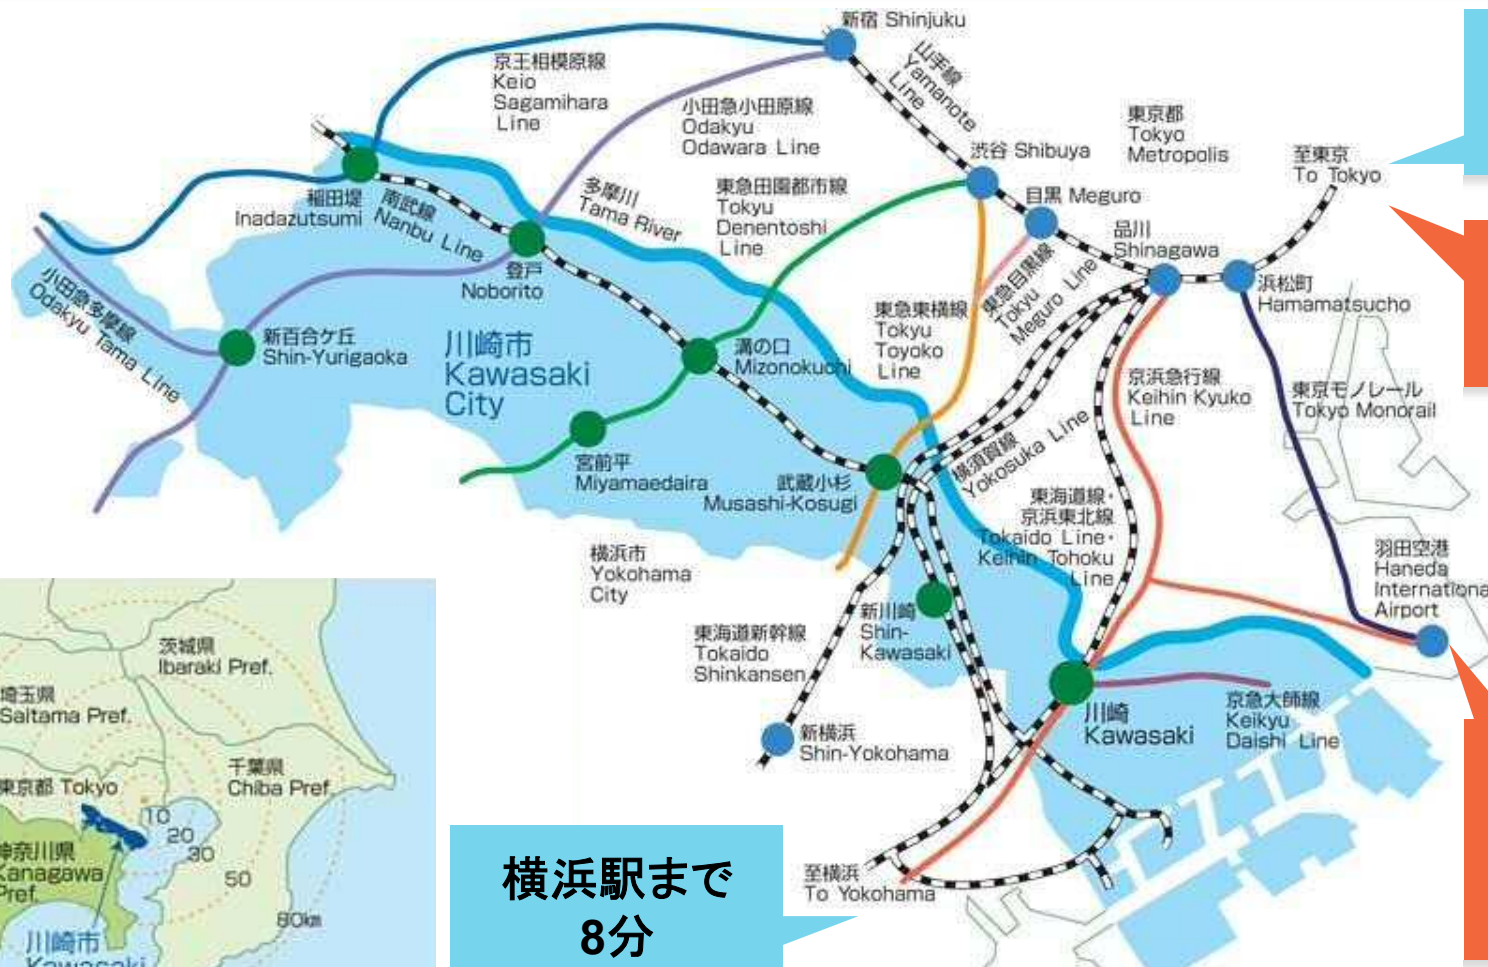 新宿 Shinjuku
山手線
Yamanote
Line
京王相模原線
Keio
Sagamihara
Line
小田急小田原線
Odakyu
Odawara Line
東京都
Tokyo
Metropolis
渋谷 Shibuya
至東京
To Tokyo
目黒 Meguro
稲田堤
Inadazutsumi
南武線
Nanbu Line
多摩川
Tama River
東急田園都市線
Tokyu
Denentoshi
Line
品川
Shinagawa
浜松町
Hamamatsucho
登戸
Noborito
小田急多摩線
Odakyu Tama Line
新百合ケ丘
Shin-Yurigaoka
川崎市
Kawasaki
City
溝の口
Mizonokuchi
東急東横線
Tokyu
Toyoko
Line
東急目黒線
Tokyu
Meguro Line
京浜急行線
Keihin Kyuko
Line
東京モノレール
Tokyo Monorail
宮前平
Miyamaedaira
武蔵小杉
Musashi-Kosugi
横須賀線
Yokosuka Line
東海道線・
京浜東北線
Tokaido Line・
Keihin Tohoku
Line
横浜市
Yokohama
City
羽田空港
Haneda
Internationa
Airport
新川崎
Shin-
Kawasaki
東海道新幹線
Tokaido
Shinkansen
新横浜
Shin-Yokohama
川崎
Kawasaki
京急大師線
Keikyu
Daishi Line
至横浜
To Yokohama
横浜駅まで
8分
茨城県
Ibaraki Pref.
埼玉県
Saitama Pref.
千葉県
Chiba Pref.
東京都 Tokyo
10
20
30
50
80km
神奈川県
Kanagawa
Pref.
川崎市
Kawasaki